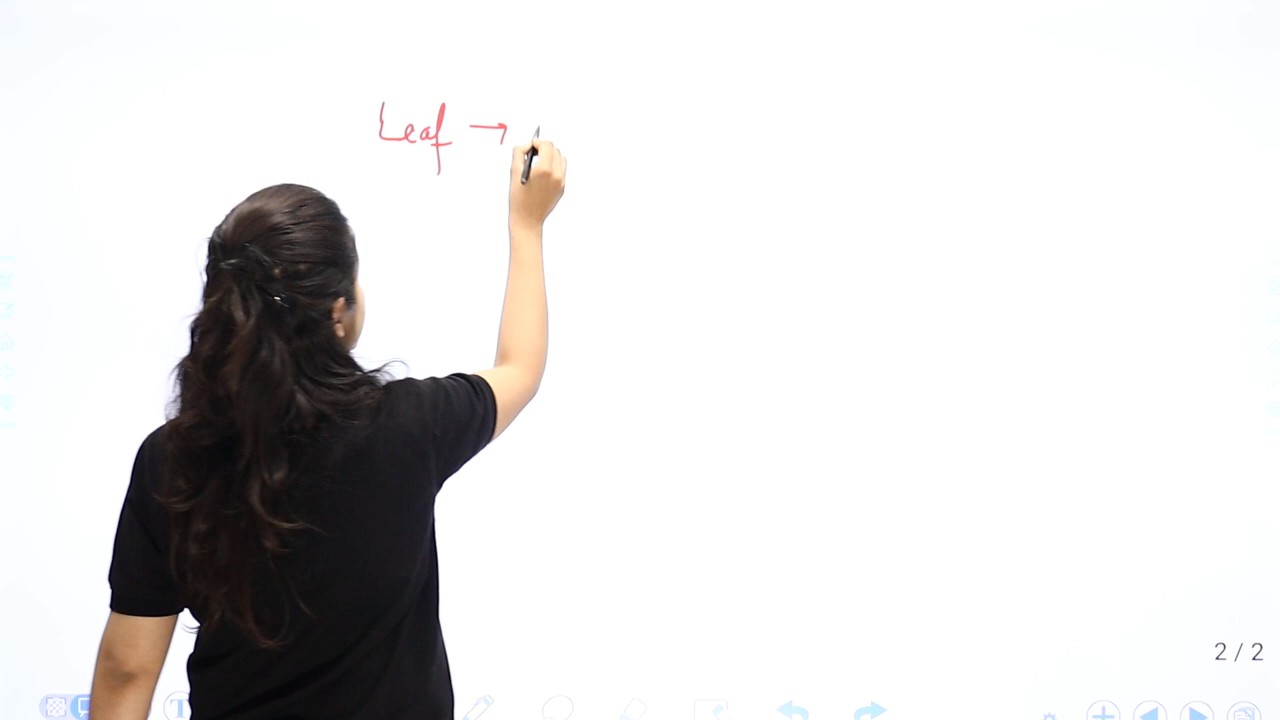 Leaf →
2 / 2
T